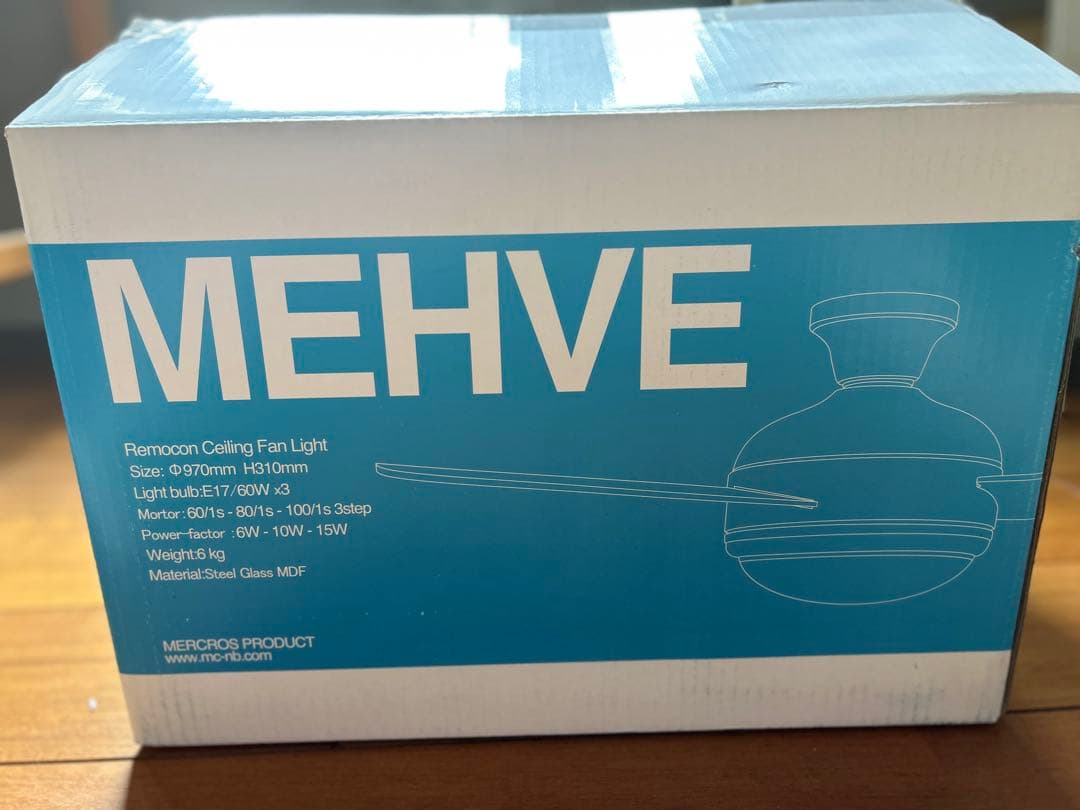 MEHVE
Remocon Ceiling Fan Light
Size: Φ970mm H310mm
Light bulb:E17/60W x3
Mortor:60/1s - 80/1s - 100/1s 3step
Power-factor :6W - 10W - 15W
Weight:6 kg
Material:Steel Glass MDF
MERCROS PRODUCT
www.mc-nb.com